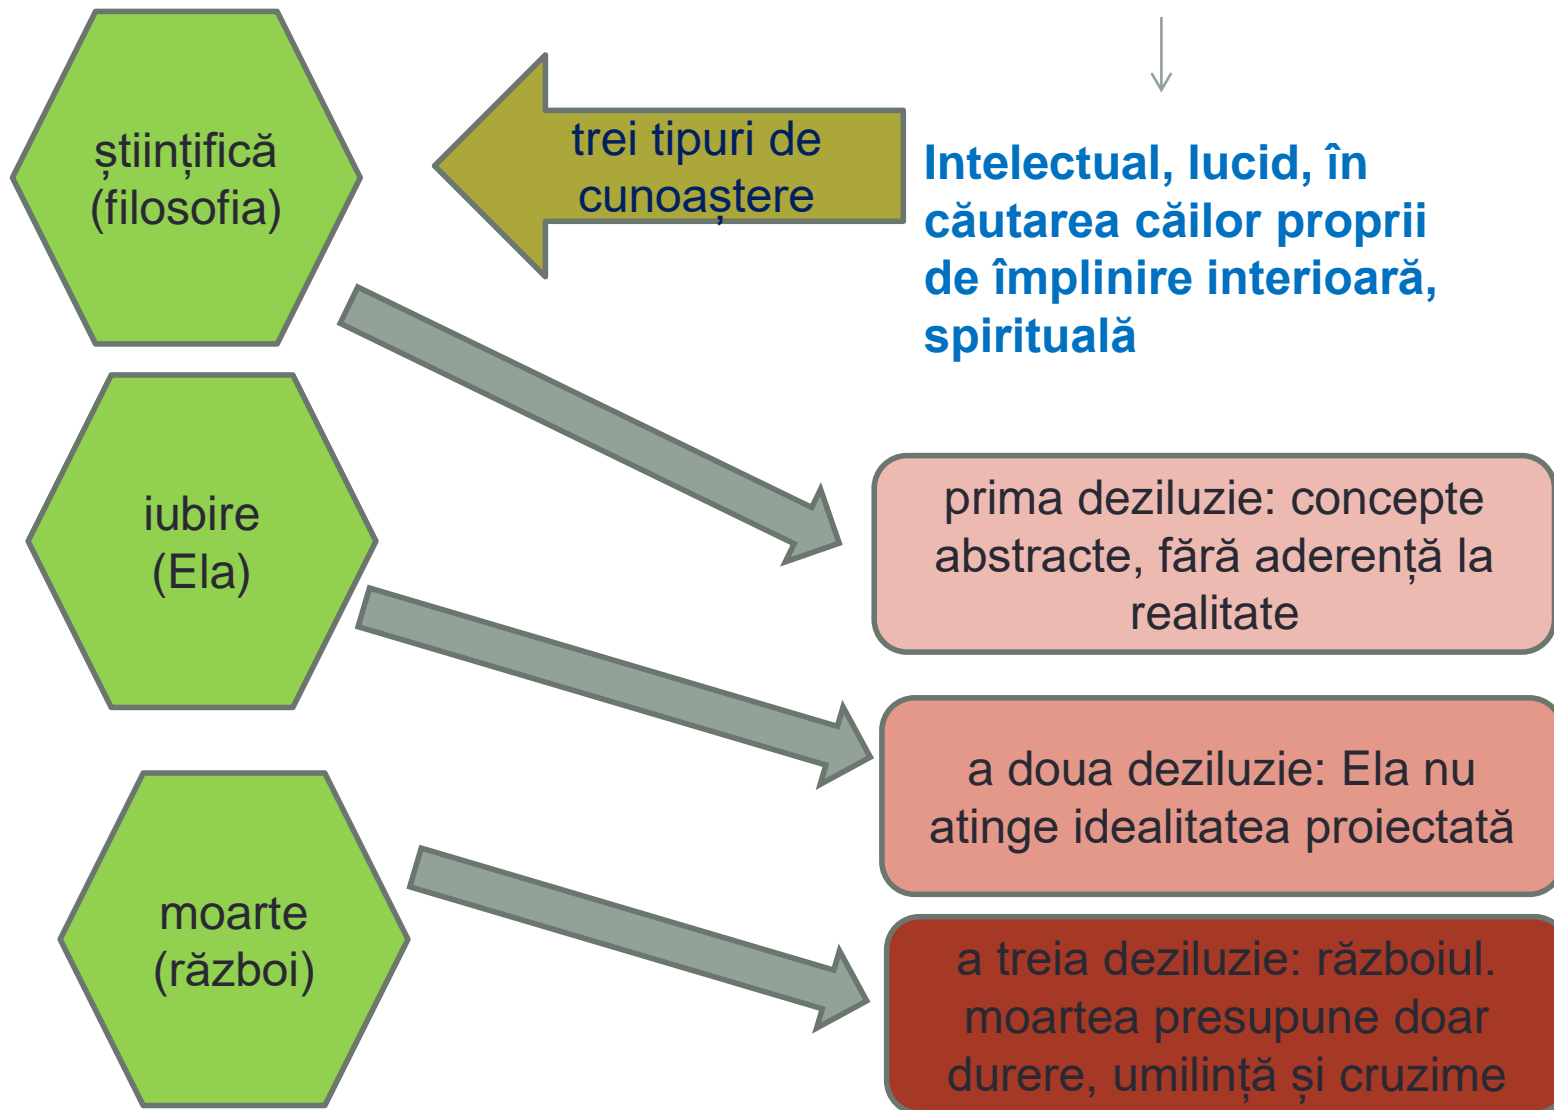 științifică
(filosofia)
trei tipuri de
cunoaștere
Intelectual, lucid, în
căutarea căilor proprii
de împlinire interioară,
spirituală
iubire
(Ela)
prima deziluzie: concepte
abstracte, fără aderență la
realitate
a doua deziluzie: Ela nu
atinge idealitatea proiectată
moarte
(război)
a treia deziluzie: războiul.
moartea presupune doar
durere, umilință și cruzime